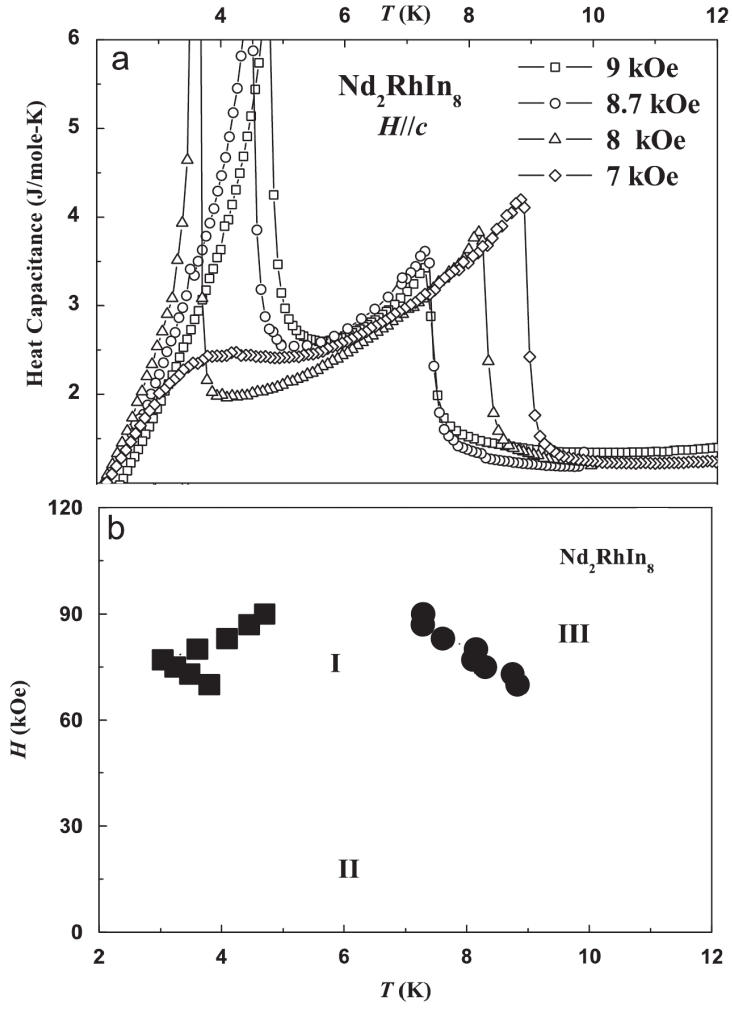 T (K)
4 6 8 10 12
a
6
5
4
3
2
Heat Capacitance (J/mole-K)
Nd₂RhIn₈
H//c
9 kOe
8.7 kOe
8 kOe
7 kOe
b
120
90
60
30
0
H (kOe)
Nd₂RhIn₈
I
III
II
2 4 6 8 10 12
T (K)